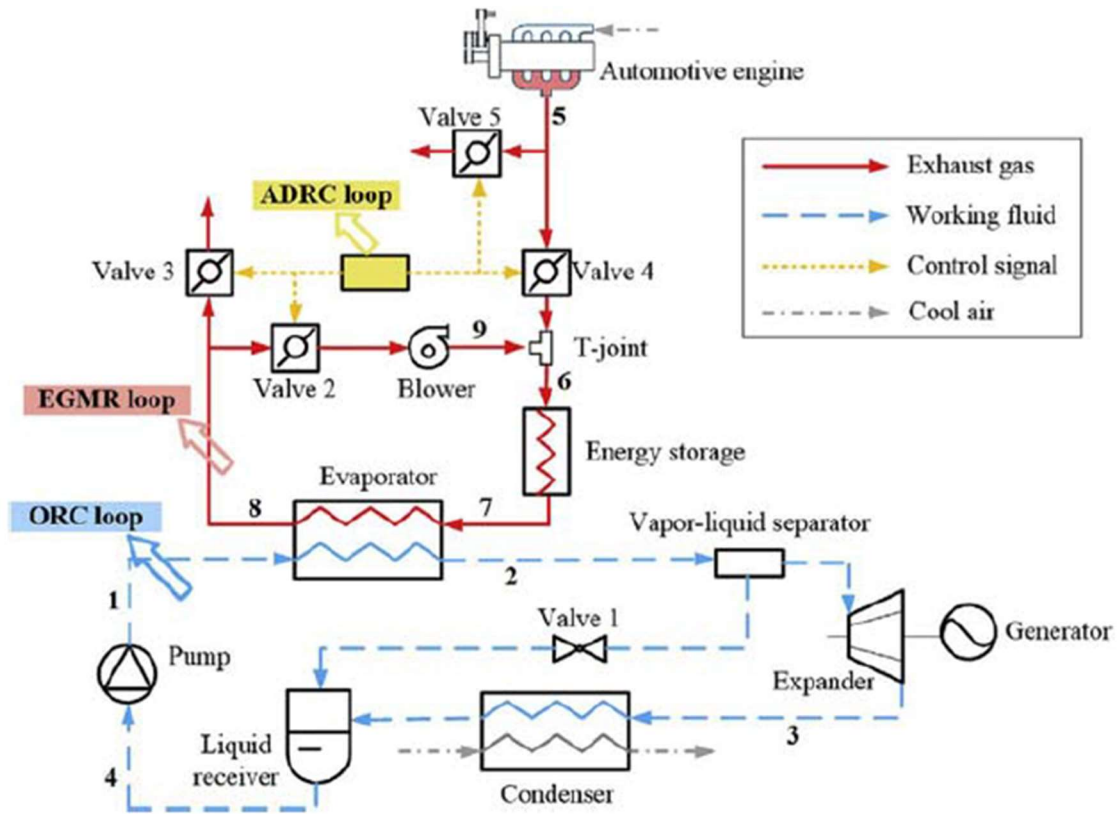 Automotive engine
5
Valve 5
Exhaust gas
ADRC loop
Working fluid
Valve 3
Valve 4
Control signal
9
T-joint
Cool air
Valve 2
Blower
6
EGMR loop
Energy storage
Evaporator
8
7
ORC loop
Vapor-liquid separator
2
1
Valve 1
Generator
Pump
Expander
3
Liquid
receiver
4
Condenser